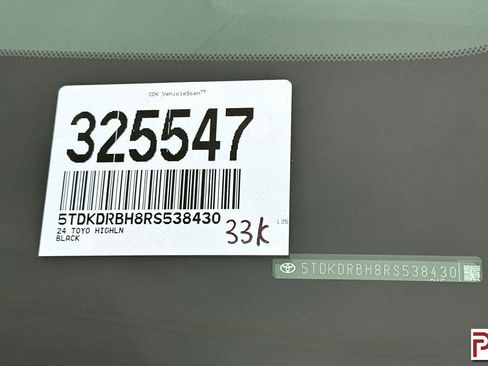 CDK VehicleScan™
325547
5TDKDRBH8RS538430
24 TOYO HIGHLN
BLACK
33K
L25
5TDKDRBH8RS538430
P